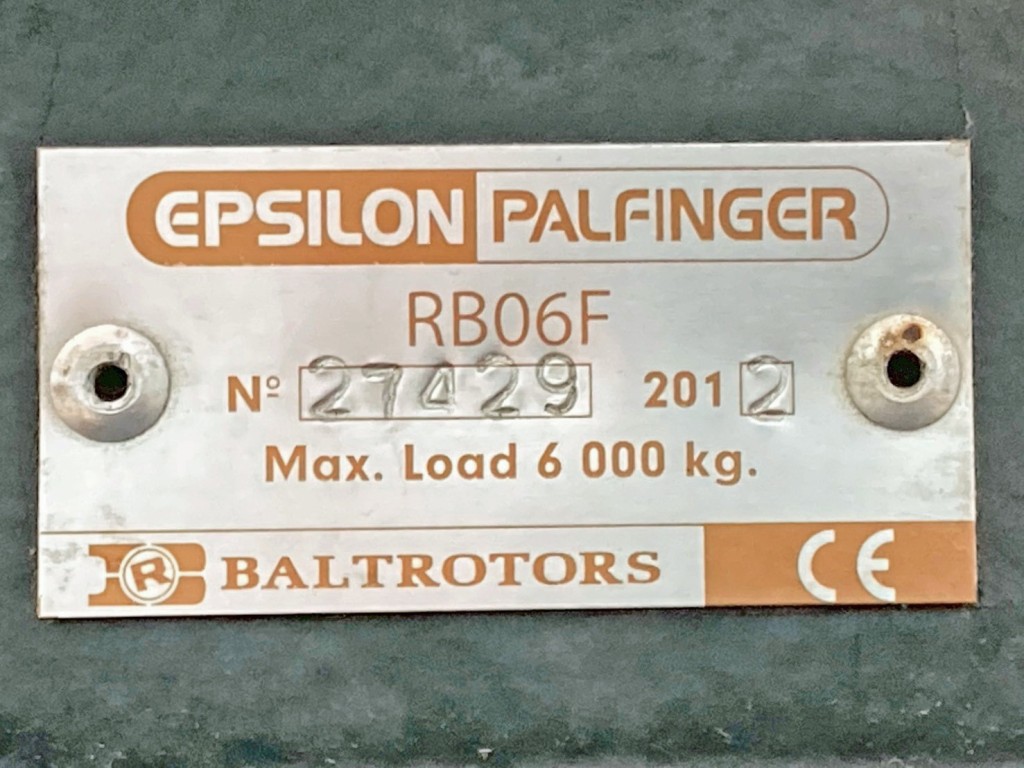 EPSILON PALFINGER
RB06F
Nº 27429 2012
Max. Load 6 000 kg.
R BALTROTORS CE